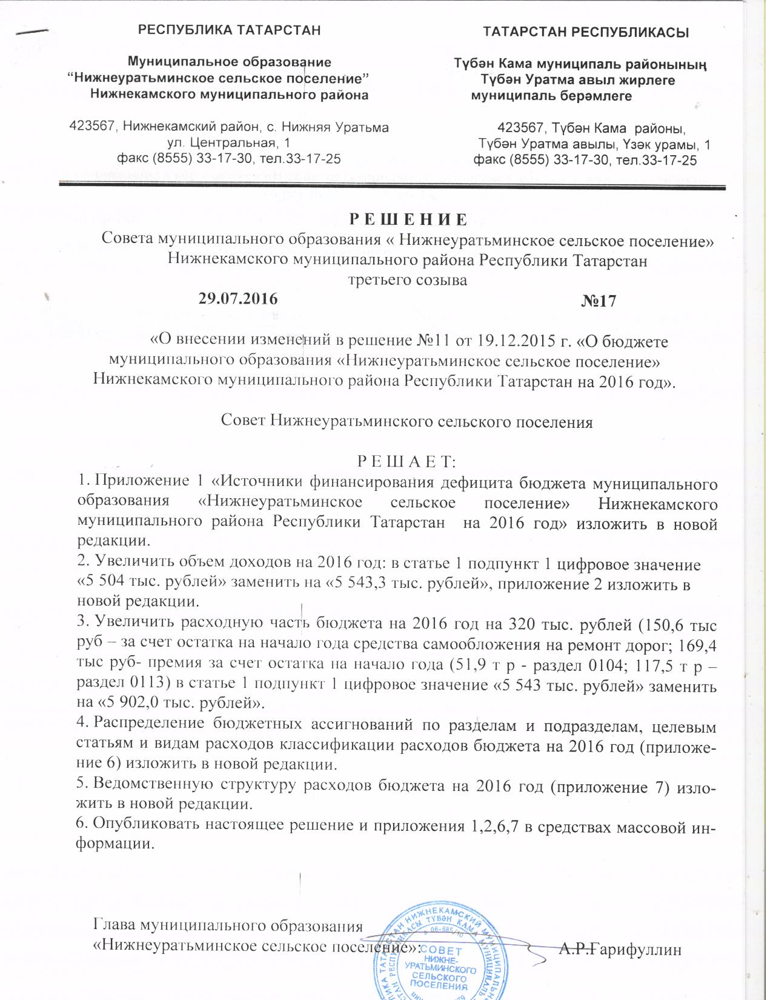 РЕСПУБЛИКА ТАТАРСТАН
Муниципальное образование
“Нижнеуратьминское сельское поселение”
Нижнекамского муниципального района
423567, Нижнекамский район, с. Нижняя Уратьма
ул. Центральная, 1
факс (8555) 33-17-30, тел.33-17-25
ТАТАРСТАН РЕСПУБЛИКАСЫ
Түбән Кама муниципаль районының
Түбән Уратма авыл жирлеге
муниципаль берәмлеге
423567, Түбән Кама районы,
Түбән Уратма авылы, Үзәк урамы, 1
факс (8555) 33-17-30, тел.33-17-25
Р Е Ш Е Н И Е
Совета муниципального образования « Нижнеуратьминское сельское поселение»
Нижнекамского муниципального района Республики Татарстан
третьего созыва
29.07.2016 №17
«О внесении изменений в решение №11 от 19.12.2015 г. «О бюджете
муниципального образования «Нижнеуратьминское сельское поселение»
Нижнекамского муниципального района Республики Татарстан на 2016 год».
Совет Нижнеуратьминского сельского поселения
Р Е Ш А Е Т:
1. Приложение 1 «Источники финансирования дефицита бюджета муниципального
образования «Нижнеуратьминское сельское поселение» Нижнекамского
муниципального района Республики Татарстан на 2016 год» изложить в новой
редакции.
2. Увеличить объем доходов на 2016 год: в статье 1 подпункт 1 цифровое значение
«5 504 тыс. рублей» заменить на «5 543,3 тыс. рублей», приложение 2 изложить в
новой редакции.
3. Увеличить расходную часть бюджета на 2016 год на 320 тыс. рублей (150,6 тыс
руб – за счет остатка на начало года средства самообложения на ремонт дорог; 169,4
тыс руб- премия за счет остатка на начало года (51,9 т р - раздел 0104; 117,5 т р –
раздел 0113) в статье 1 подпункт 1 цифровое значение «5 543 тыс. рублей» заменить
на «5 902,0 тыс. рублей».
4. Распределение бюджетных ассигнований по разделам и подразделам, целевым
статьям и видам расходов классификации расходов бюджета на 2016 год (приложе-
ние 6) изложить в новой редакции.
5. Ведомственную структуру расходов бюджета на 2016 год (приложение 7) изло-
жить в новой редакции.
6. Опубликовать настоящее решение и приложения 1,2,6,7 в средствах массовой ин-
формации.
Глава муниципального образования
«Нижнеуратьминское сельское поселение»: А.Р.Гарифуллин
СОВЕТ
НИЖНЕ-
УРАТЬМИНСКОГО
СЕЛЬСКОГО
ПОСЕЛЕНИЯ